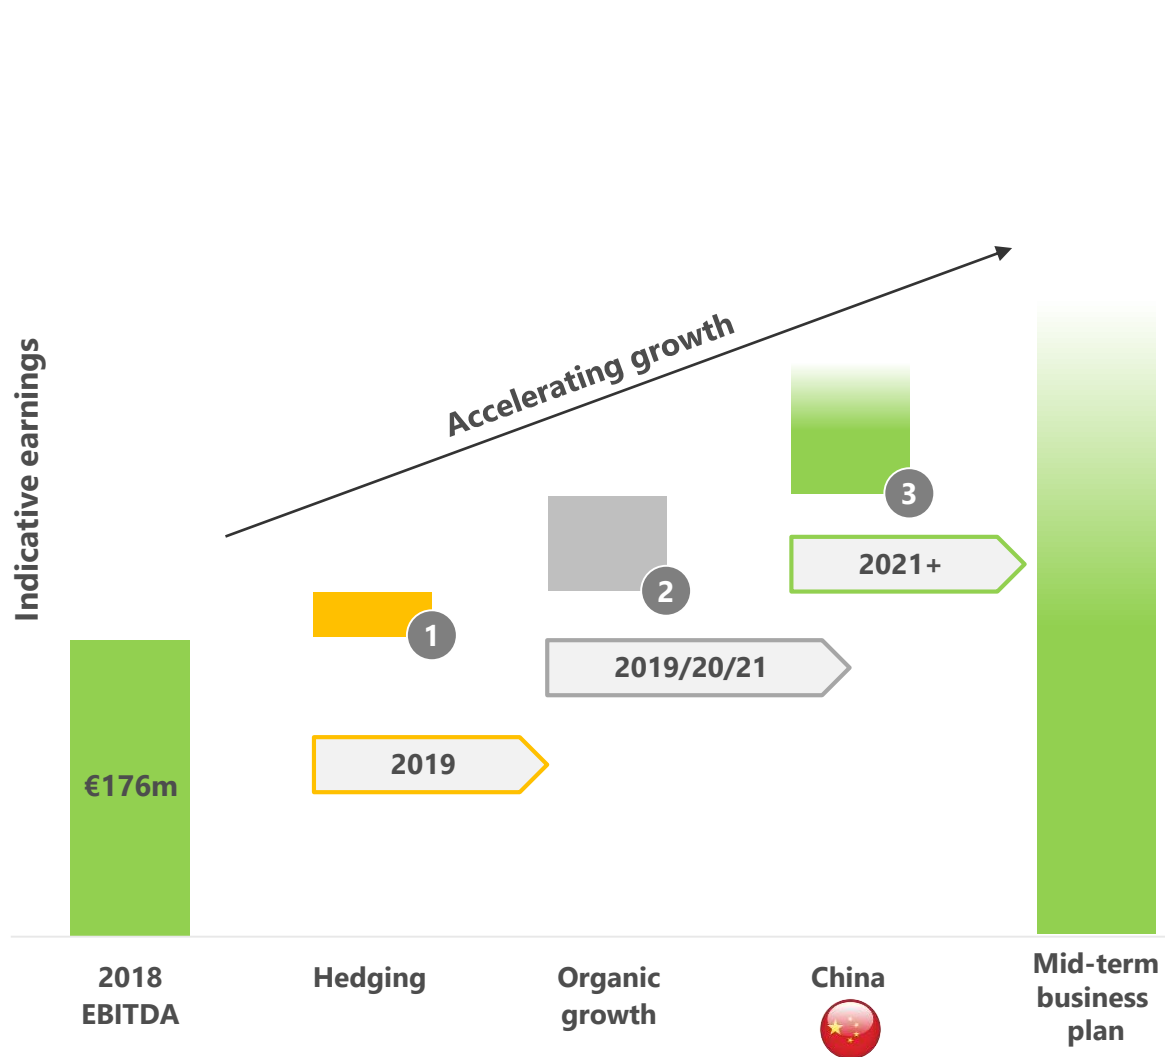 Indicative earnings
Accelerating growth
3
2021+
2
1
2019/20/21
2019
€176m
2018
EBITDA
Hedging
Organic
growth
China
Mid-term
business
plan